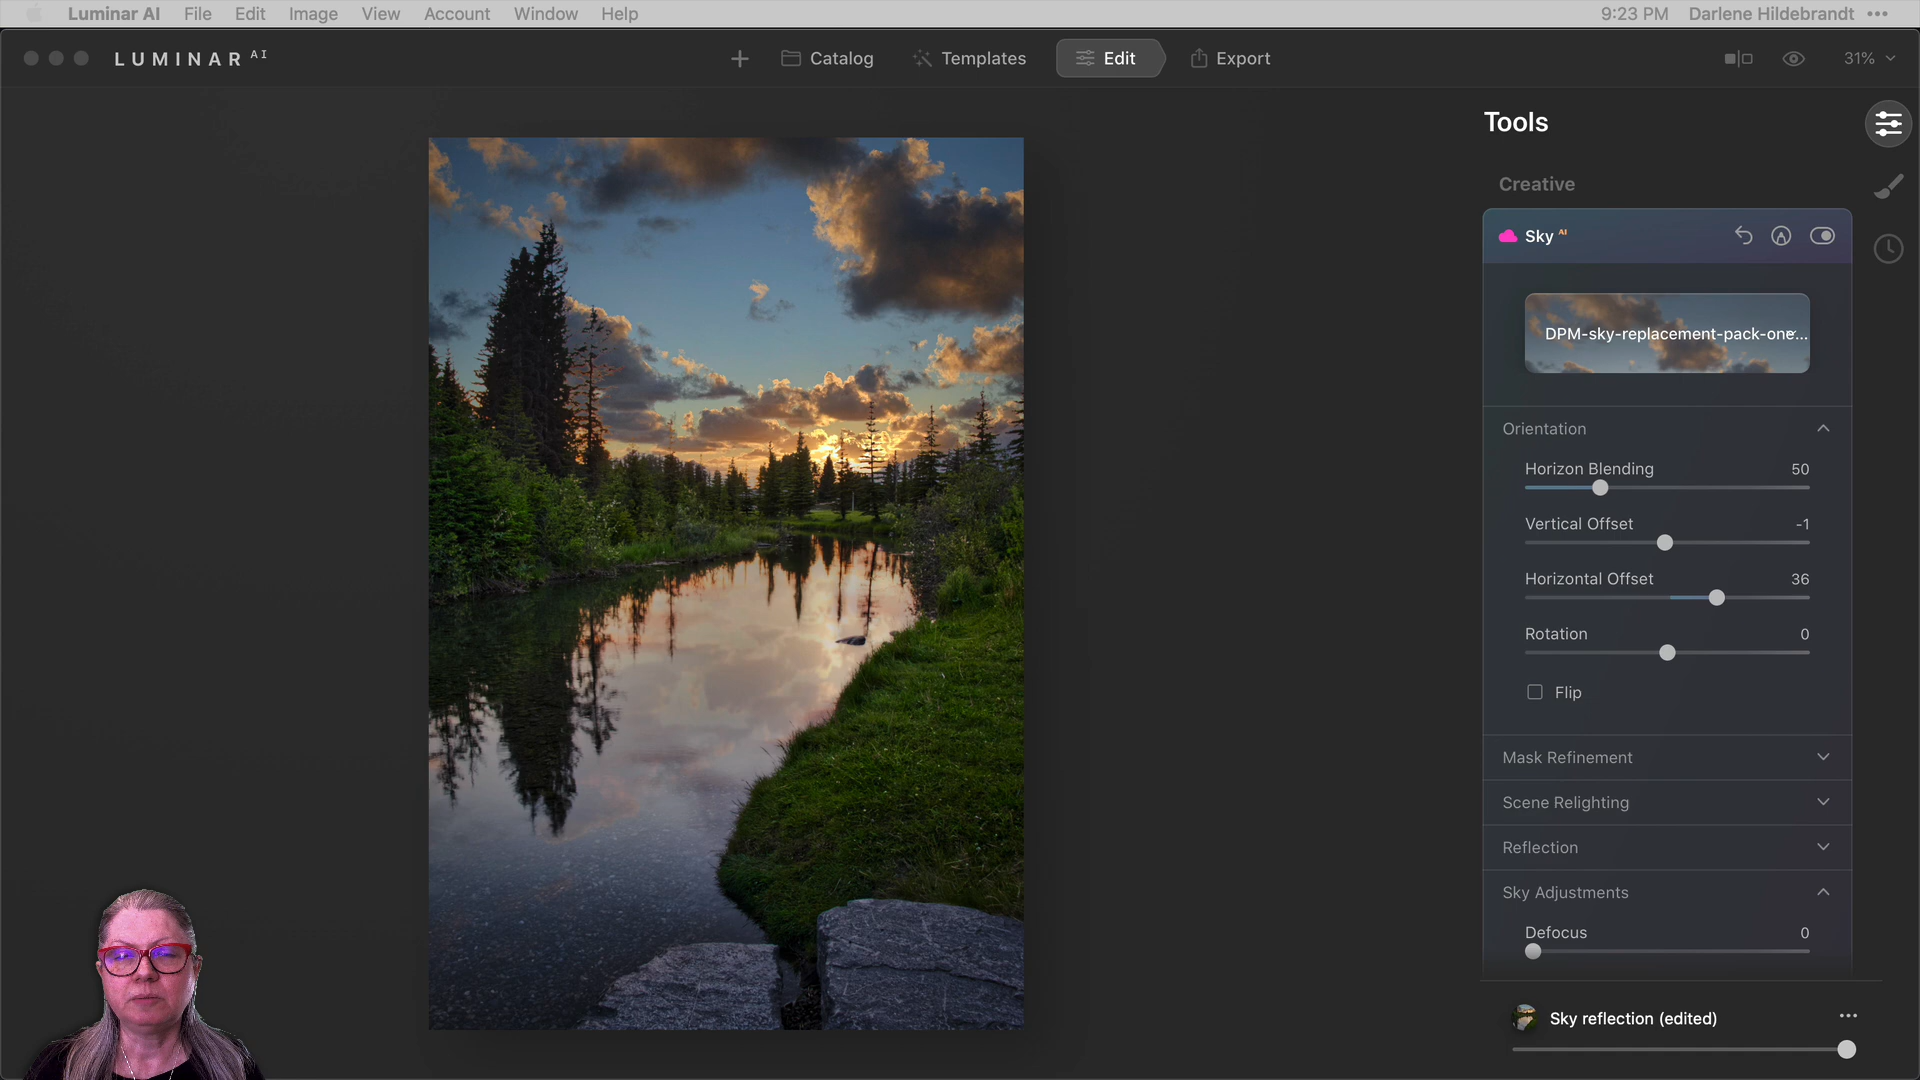 Luminar AI File Edit Image View Account Window Help 9:23 PM Darlene Hildebrandt
LUMINAR AI Catalog Templates Edit Export 31%
Tools
Creative
Sky AI
DPM-sky-replacement-pack-one...
Orientation
Horizon Blending 50
Vertical Offset -1
Horizontal Offset 36
Rotation 0
Flip
Mask Refinement
Scene Relighting
Reflection
Sky Adjustments
Defocus 0
Sky reflection (edited)